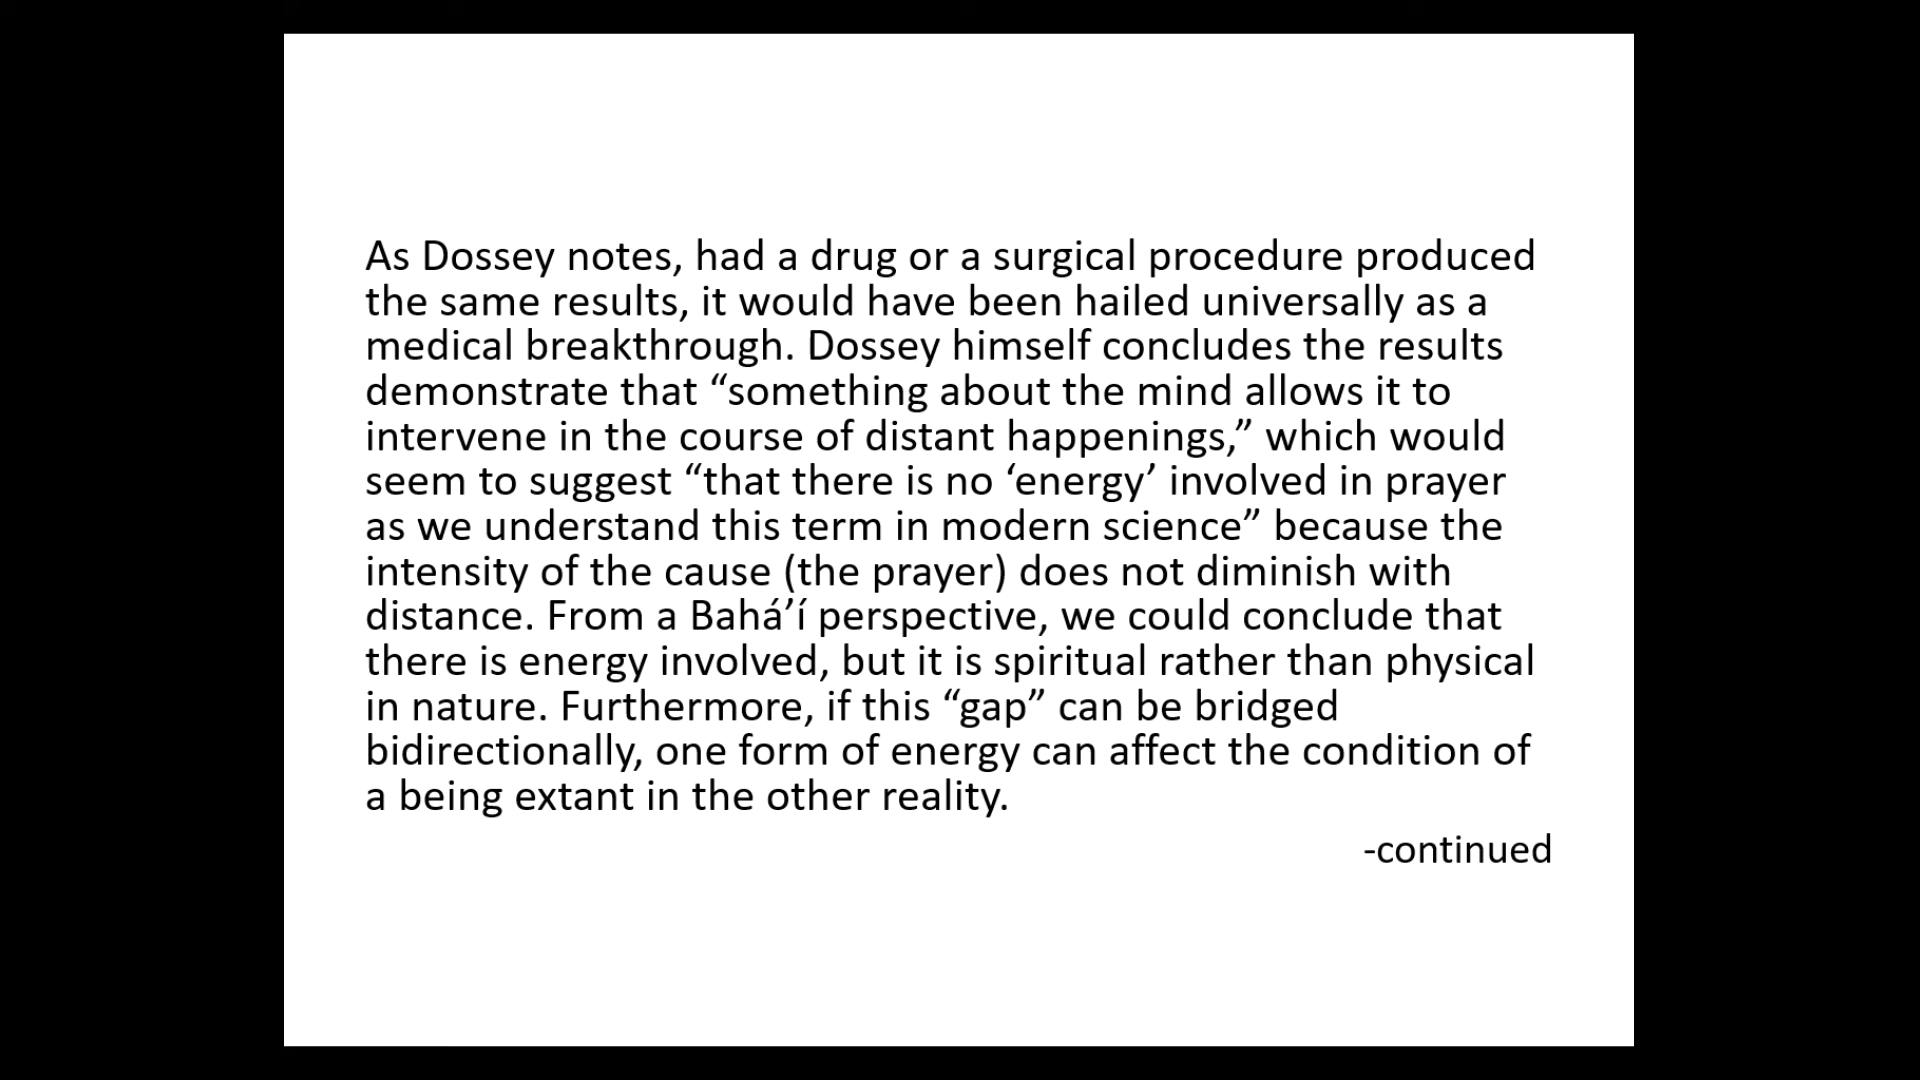 As Dossey notes, had a drug or a surgical procedure produced
the same results, it would have been hailed universally as a
medical breakthrough. Dossey himself concludes the results
demonstrate that “something about the mind allows it to
intervene in the course of distant happenings,” which would
seem to suggest “that there is no ‘energy’ involved in prayer
as we understand this term in modern science” because the
intensity of the cause (the prayer) does not diminish with
distance. From a Bahá’í perspective, we could conclude that
there is energy involved, but it is spiritual rather than physical
in nature. Furthermore, if this “gap” can be bridged
bidirectionally, one form of energy can affect the condition of
a being extant in the other reality.
-continued